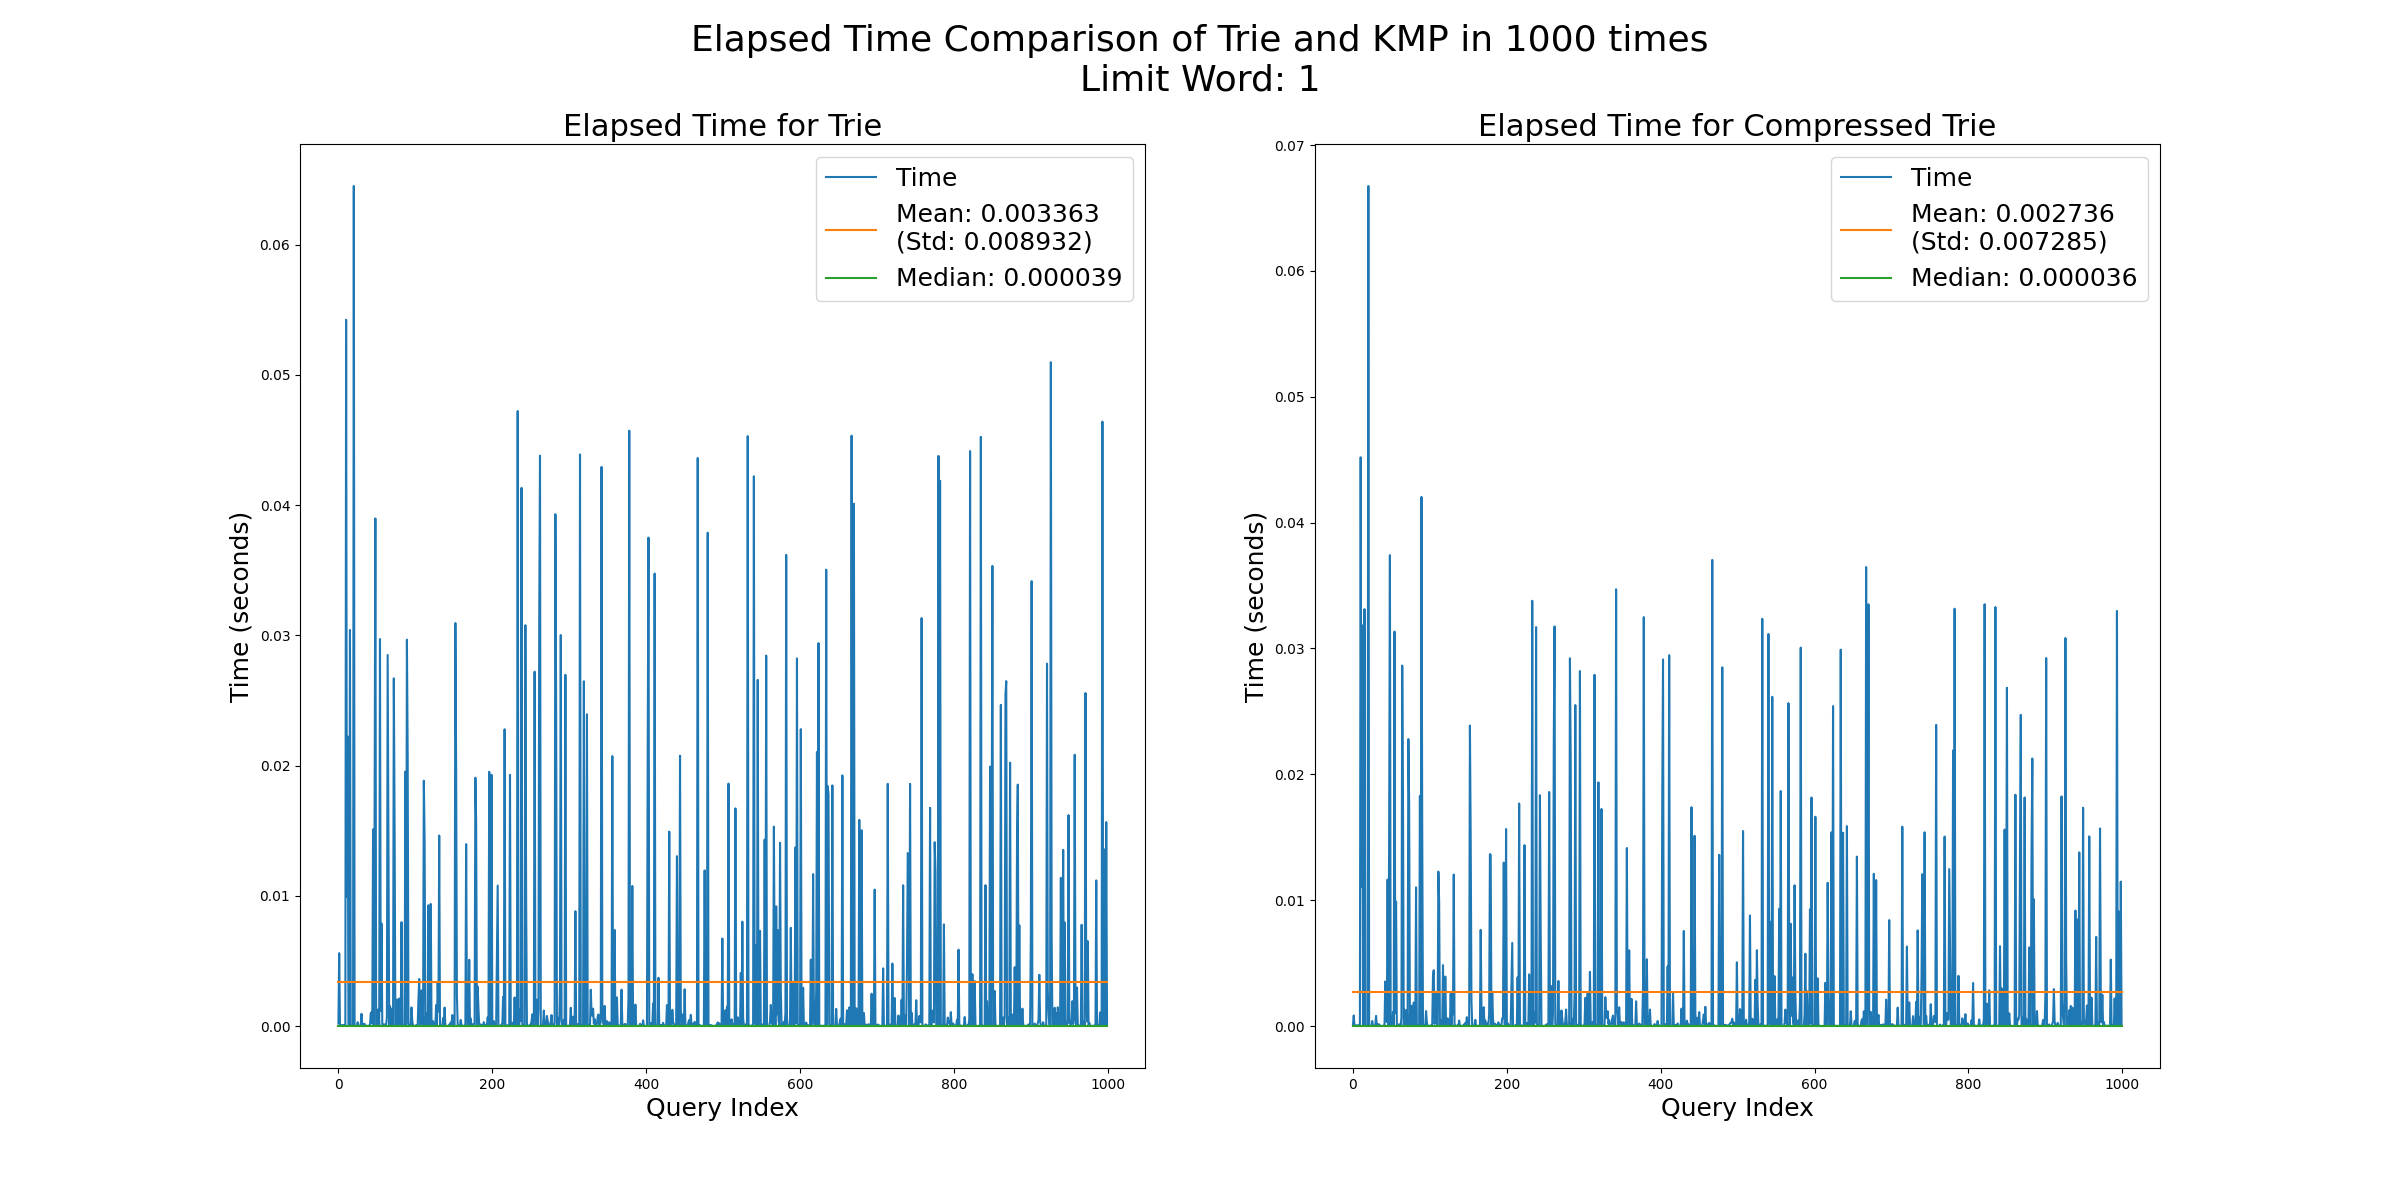 Elapsed Time Comparison of Trie and KMP in 1000 times
Limit Word: 1
Elapsed Time for Trie
Time
Mean: 0.003363
(Std: 0.008932)
Median: 0.000039
0.06
0.05
0.04
0.03
0.02
0.01
0.00
Time (seconds)
0
200
400
600
800
1000
Query Index
Elapsed Time for Compressed Trie
Time
Mean: 0.002736
(Std: 0.007285)
Median: 0.000036
0.07
0.06
0.05
0.04
0.03
0.02
0.01
0.00
Time (seconds)
0
200
400
600
800
1000
Query Index